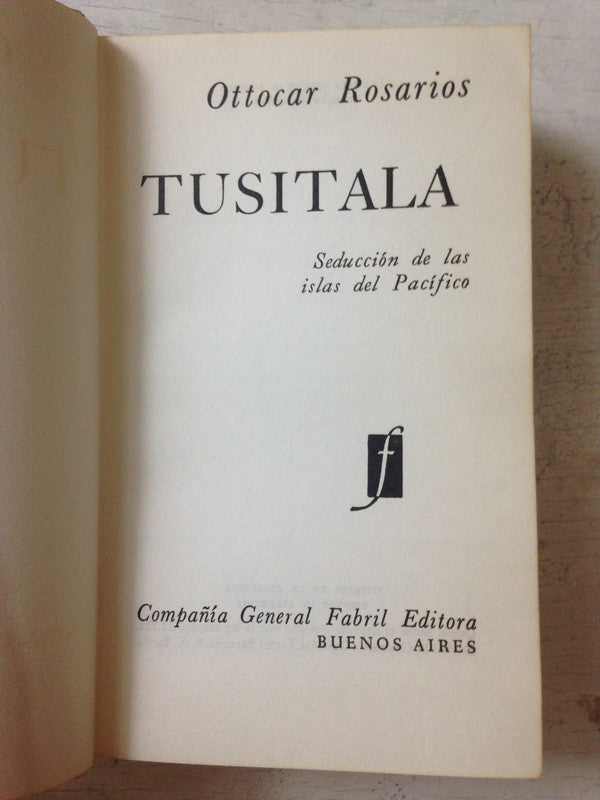 Ottocar Rosarios
TUSITALA
Seducción de las
islas del Pacífico
f
Compañía General Fabril Editora
BUENOS AIRES